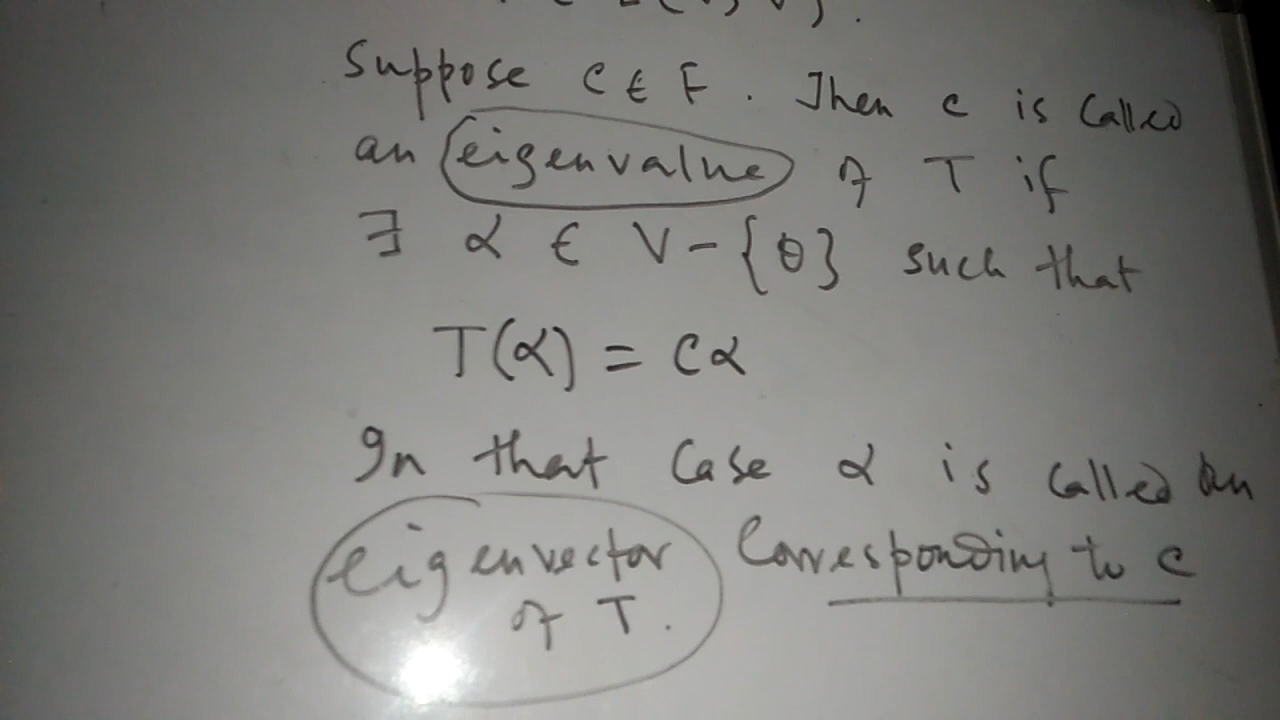 Suppose c ∈ F. Then c is called
an eigenvalue of T if
∃ α ∈ V - {θ} such that
T(α) = cα
In that case α is called an
eigenvector corresponding to c
of T.